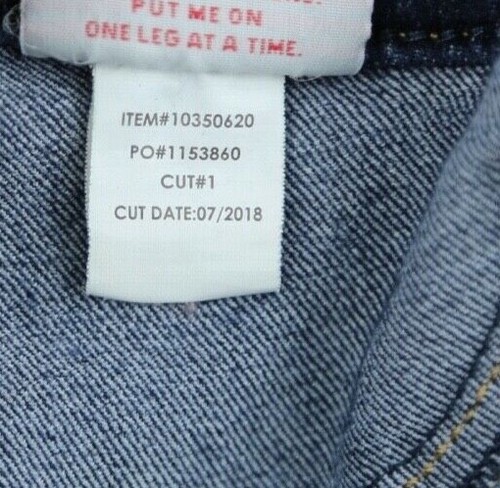 PUT ME ON
ONE LEG AT A TIME.
ITEM#10350620
PO#1153860
CUT#1
CUT DATE:07/2018